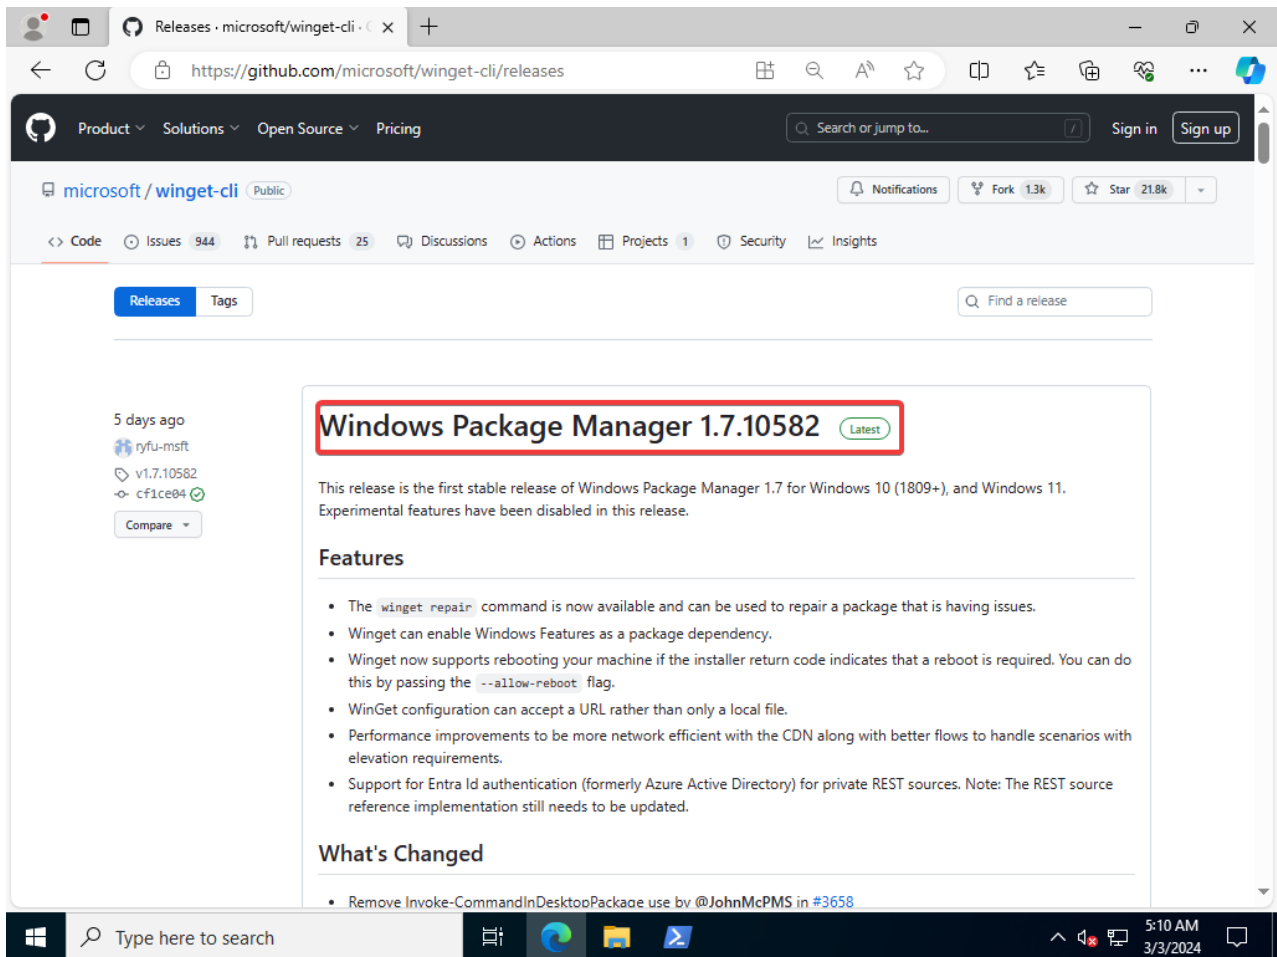 Releases · microsoft/winget-cli ·
https://github.com/microsoft/winget-cli/releases
Product Solutions Open Source Pricing Search or jump to... / Sign in Sign up
microsoft / winget-cli Public Notifications Fork 1.3k Star 21.8k
Code Issues 944 Pull requests 25 Discussions Actions Projects 1 Security Insights
Releases Tags Find a release
5 days ago
ryfu-msft
v1.7.10582
cf1ce04
Compare
Windows Package Manager 1.7.10582 Latest
This release is the first stable release of Windows Package Manager 1.7 for Windows 10 (1809+), and Windows 11.
Experimental features have been disabled in this release.
Features
• The winget repair command is now available and can be used to repair a package that is having issues.
• Winget can enable Windows Features as a package dependency.
• Winget now supports rebooting your machine if the installer return code indicates that a reboot is required. You can do
this by passing the --allow-reboot flag.
• WinGet configuration can accept a URL rather than only a local file.
• Performance improvements to be more network efficient with the CDN along with better flows to handle scenarios with
elevation requirements.
• Support for Entra Id authentication (formerly Azure Active Directory) for private REST sources. Note: The REST source
reference implementation still needs to be updated.
What's Changed
• Remove Invoke-CommandInDesktopPackage use by @JohnMcPMS in #3658
Type here to search
5:10 AM
3/3/2024